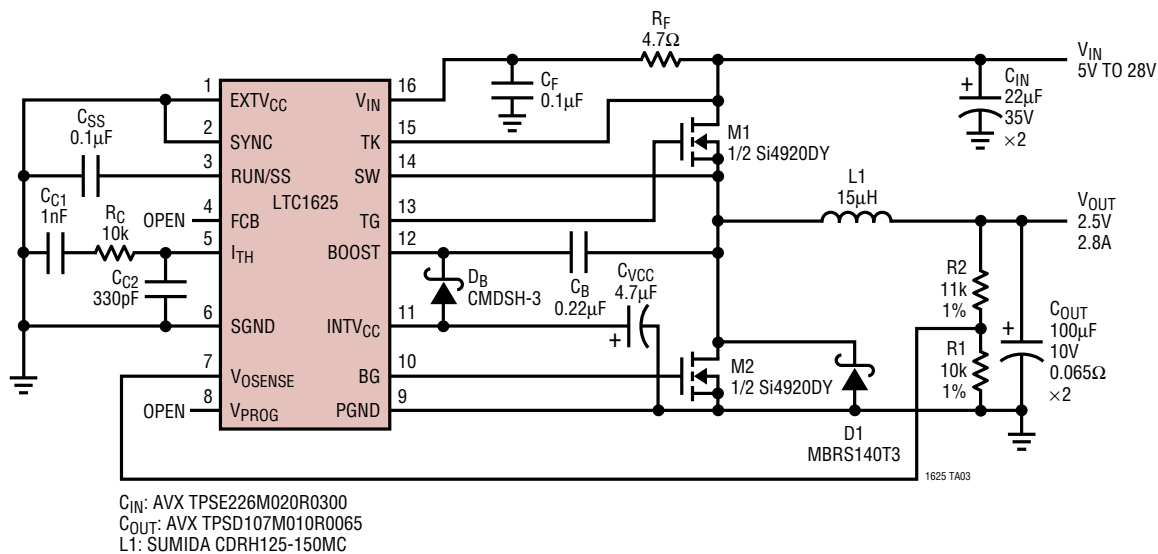 RF
4.7Ω
VIN
5V TO 28V
CF
0.1µF
+
CIN
22µF
35V
×2
1
EXTVCC
VIN
16
2
SYNC
TK
15
3
RUN/SS
SW
14
LTC1625
4
FCB
TG
13
5
ITH
BOOST
12
6
SGND
INTVCC
11
7
VOSENSE
BG
10
8
VPROG
PGND
9
CSS
0.1µF
CC1
1nF
RC
10k
OPEN
CC2
330pF
OPEN
M1
1/2 Si4920DY
L1
15µH
VOUT
2.5V
2.8A
DB
CMDSH-3
CB
0.22µF
CVCC
4.7µF
+
R2
11k
1%
R1
10k
1%
+
COUT
100µF
10V
0.065Ω
×2
M2
1/2 Si4920DY
D1
MBRS140T3
1625 TA03
CIN: AVX TPSE226M020R0300
COUT: AVX TPSD107M010R0065
L1: SUMIDA CDRH125-150MC